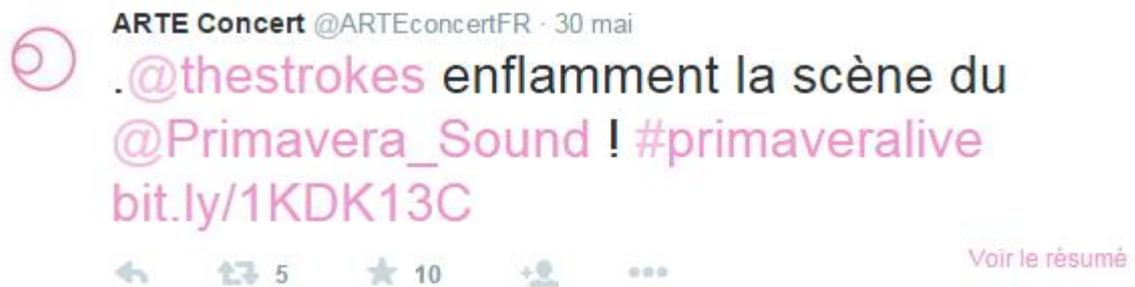 ARTE Concert @ARTEconcertFR · 30 mai
.@thestrokes enflamment la scène du
@Primavera_Sound ! #primaveralive
bit.ly/1KDK13C
5 10 Voir le résumé